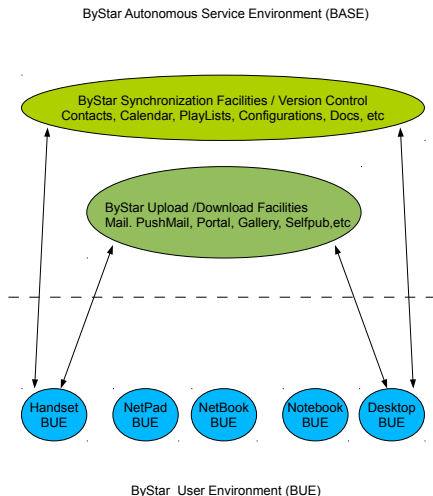 ByStar Autonomous Service Environment (BASE)
ByStar Synchronization Facilities / Version Control
Contacts, Calendar, PlayLists, Configurations, Docs, etc
ByStar Upload /Download Facilities
Mail. PushMail, Portal, Gallery, Selfpub,etc
Handset
BUE
NetPad
BUE
NetBook
BUE
Notebook
BUE
Desktop
BUE
ByStar User Environment (BUE)